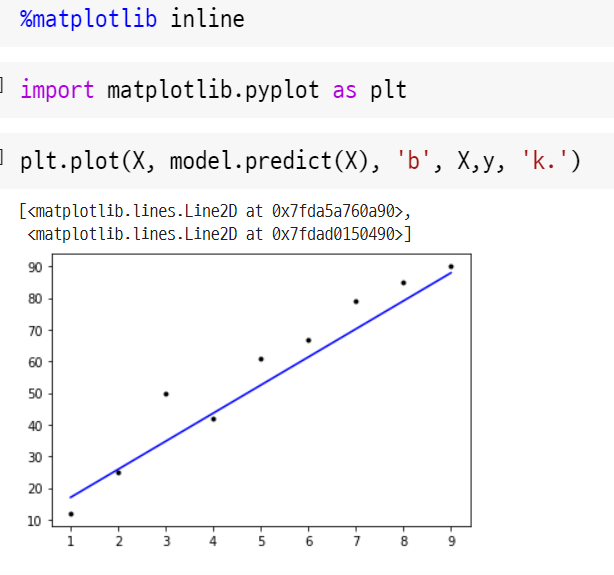 %matplotlib inline
] import matplotlib.pyplot as plt
] plt.plot(X, model.predict(X), 'b', X,y, 'k.')
[<matplotlib.lines.Line2D at 0x7fda5a760a90>,
<matplotlib.lines.Line2D at 0x7fdad0150490>]
90
80
70
60
50
40
30
20
10
1 2 3 4 5 6 7 8 9